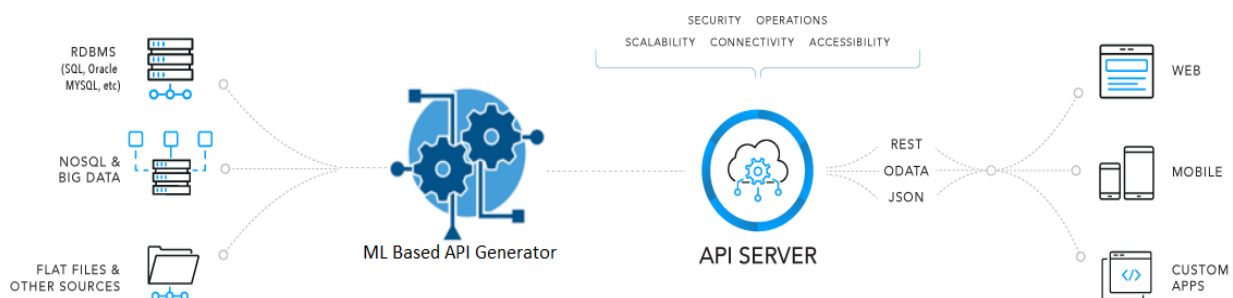 RDBMS
(SQL, Oracle
MYSQL, etc)
NOSQL &
BIG DATA
FLAT FILES &
OTHER SOURCES
ML Based API Generator
SECURITY OPERATIONS
SCALABILITY CONNECTIVITY ACCESSIBILITY
API SERVER
REST
ODATA
JSON
WEB
MOBILE
</>
CUSTOM
APPS